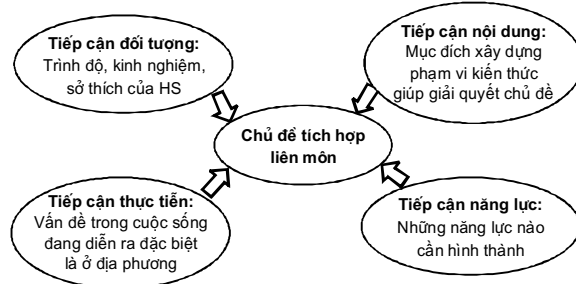 Tiếp cận đối tượng:
Trình độ, kinh nghiệm,
sở thích của HS
Tiếp cận nội dung:
Mục đích xây dựng
phạm vi kiến thức
giúp giải quyết chủ đề
Chủ đề tích hợp
liên môn
Tiếp cận thực tiễn:
Vấn đề trong cuộc sống
đang diễn ra đặc biệt
là ở địa phương
Tiếp cận năng lực:
Những năng lực nào
cần hình thành